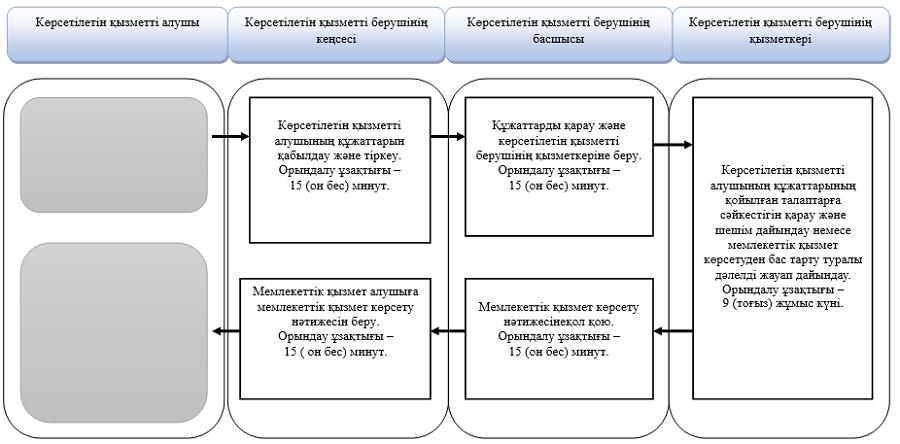 Көрсетілетін қызметті алушы
Көрсетілетін қызметті берушінің
кеңсесі
Көрсетілетін қызметті берушінің
басшысы
Көрсетілетін қызметті берушінің
қызметкері
Көрсетілетін қызметті
алушының құжаттарын
қабылдау және тіркеу.
Орындалу ұзақтығы –
15 (он бес) минут.
Құжаттарды қарау және
көрсетілетін қызметті
берушінің қызметкеріне беру.
Орындалу ұзақтығы –
15 (он бес) минут.
Көрсетілетін қызметті
алушының құжаттарының
қойылған талаптарға
сәйкестігін қарау және
шешім дайындау немесе
мемлекеттік қызмет
көрсетуден бас тарту туралы
дәлелді жауап дайындау.
Орындалу ұзақтығы –
9 (тоғыз) жұмыс күні.
Мемлекеттік қызмет көрсету
нәтижесінеқол қою.
Орындалу ұзақтығы –
15 (он бес) минут.
Мемлекеттік қызмет алушыға
мемлекеттік қызмет көрсету
нәтижесін беру.
Орындау ұзақтығы –
15 ( он бес) минут.